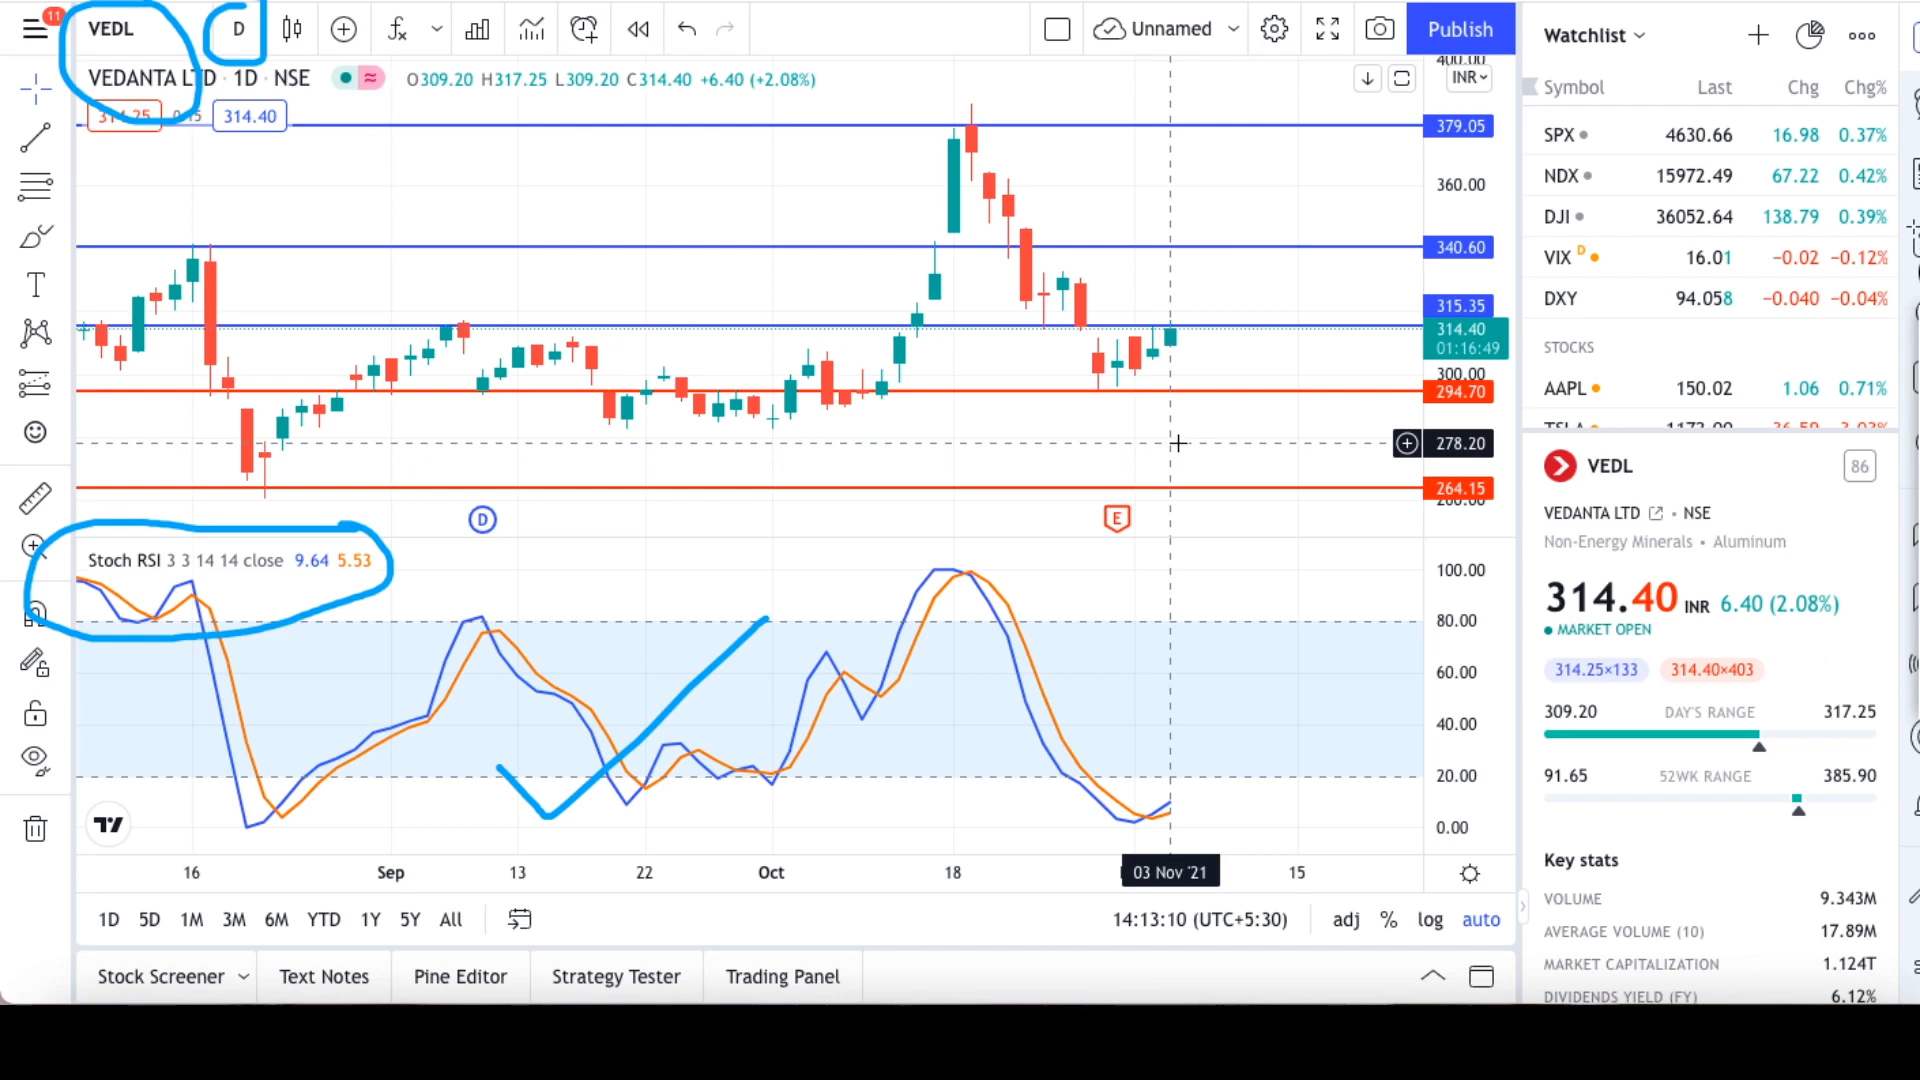 11
VEDL D Unnamed Publish
VEDANTA LTD · 1D · NSE O309.20 H317.25 L309.20 C314.40 +6.40 (+2.08%)
314.25 0.15 314.40
400.00
INR
379.05
360.00
340.60
315.35
314.40
01:16:49
300.00
294.70
278.20
264.15
260.00
D E
Stoch RSI 3 3 14 14 close 9.64 5.53
100.00
80.00
60.00
40.00
20.00
0.00
16 Sep 13 22 Oct 18 03 Nov '21 15
1D 5D 1M 3M 6M YTD 1Y 5Y All 14:13:10 (UTC+5:30) adj % log auto
Stock Screener Text Notes Pine Editor Strategy Tester Trading Panel
Watchlist
Symbol Last Chg Chg%
SPX 4630.66 16.98 0.37%
NDX 15972.49 67.22 0.42%
DJI 36052.64 138.79 0.39%
VIX D 16.01 −0.02 −0.12%
DXY 94.058 −0.040 −0.04%
STOCKS
AAPL 150.02 1.06 0.71%
VEDL 86
VEDANTA LTD • NSE
Non-Energy Minerals • Aluminum
314.40 INR 6.40 (2.08%)
MARKET OPEN
314.25×133 314.40×403
309.20 DAY'S RANGE 317.25
91.65 52WK RANGE 385.90
Key stats
VOLUME 9.343M
AVERAGE VOLUME (10) 17.89M
MARKET CAPITALIZATION 1.124T
DIVIDENDS YIELD (FY) 6.12%